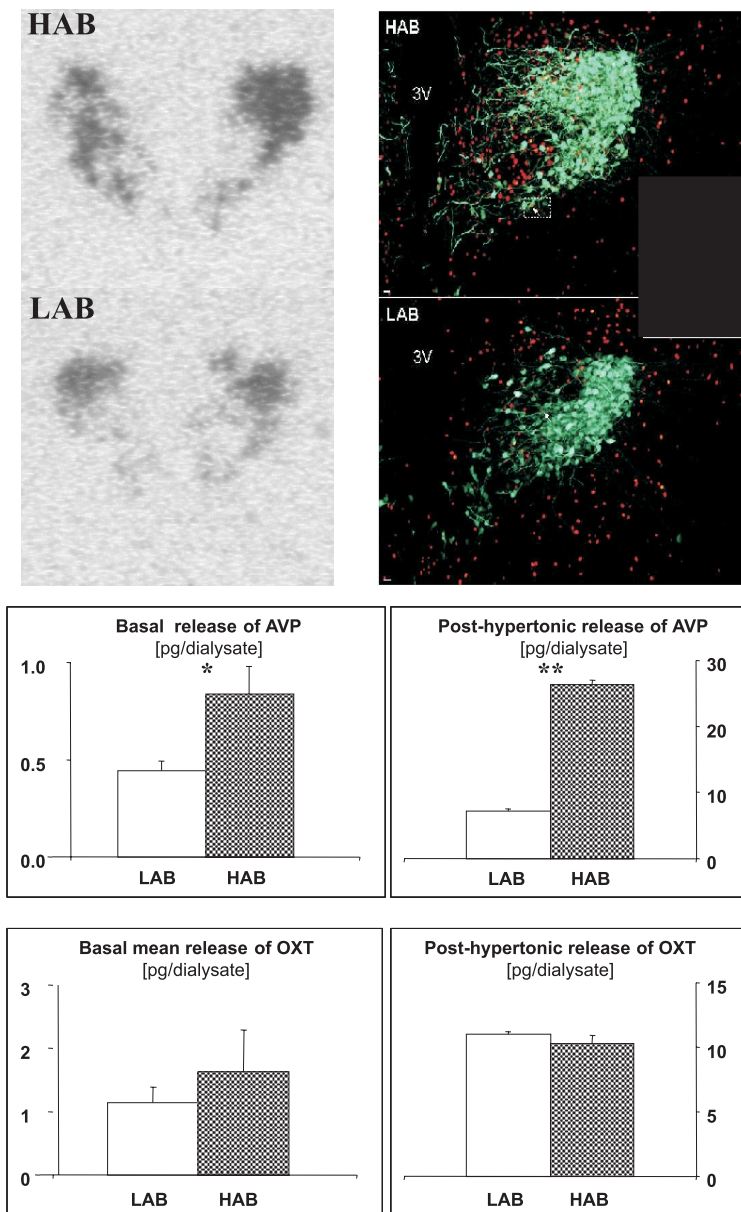 HAB
LAB
HAB
3V
LAB
3V
Basal release of AVP
[pg/dialysate]
1.0
*
0.5
0.0
LAB HAB
Post-hypertonic release of AVP
[pg/dialysate]
30
**
20
10
0
LAB HAB
Basal mean release of OXT
[pg/dialysate]
3
2
1
0
LAB HAB
Post-hypertonic release of OXT
[pg/dialysate]
15
10
5
0
LAB HAB